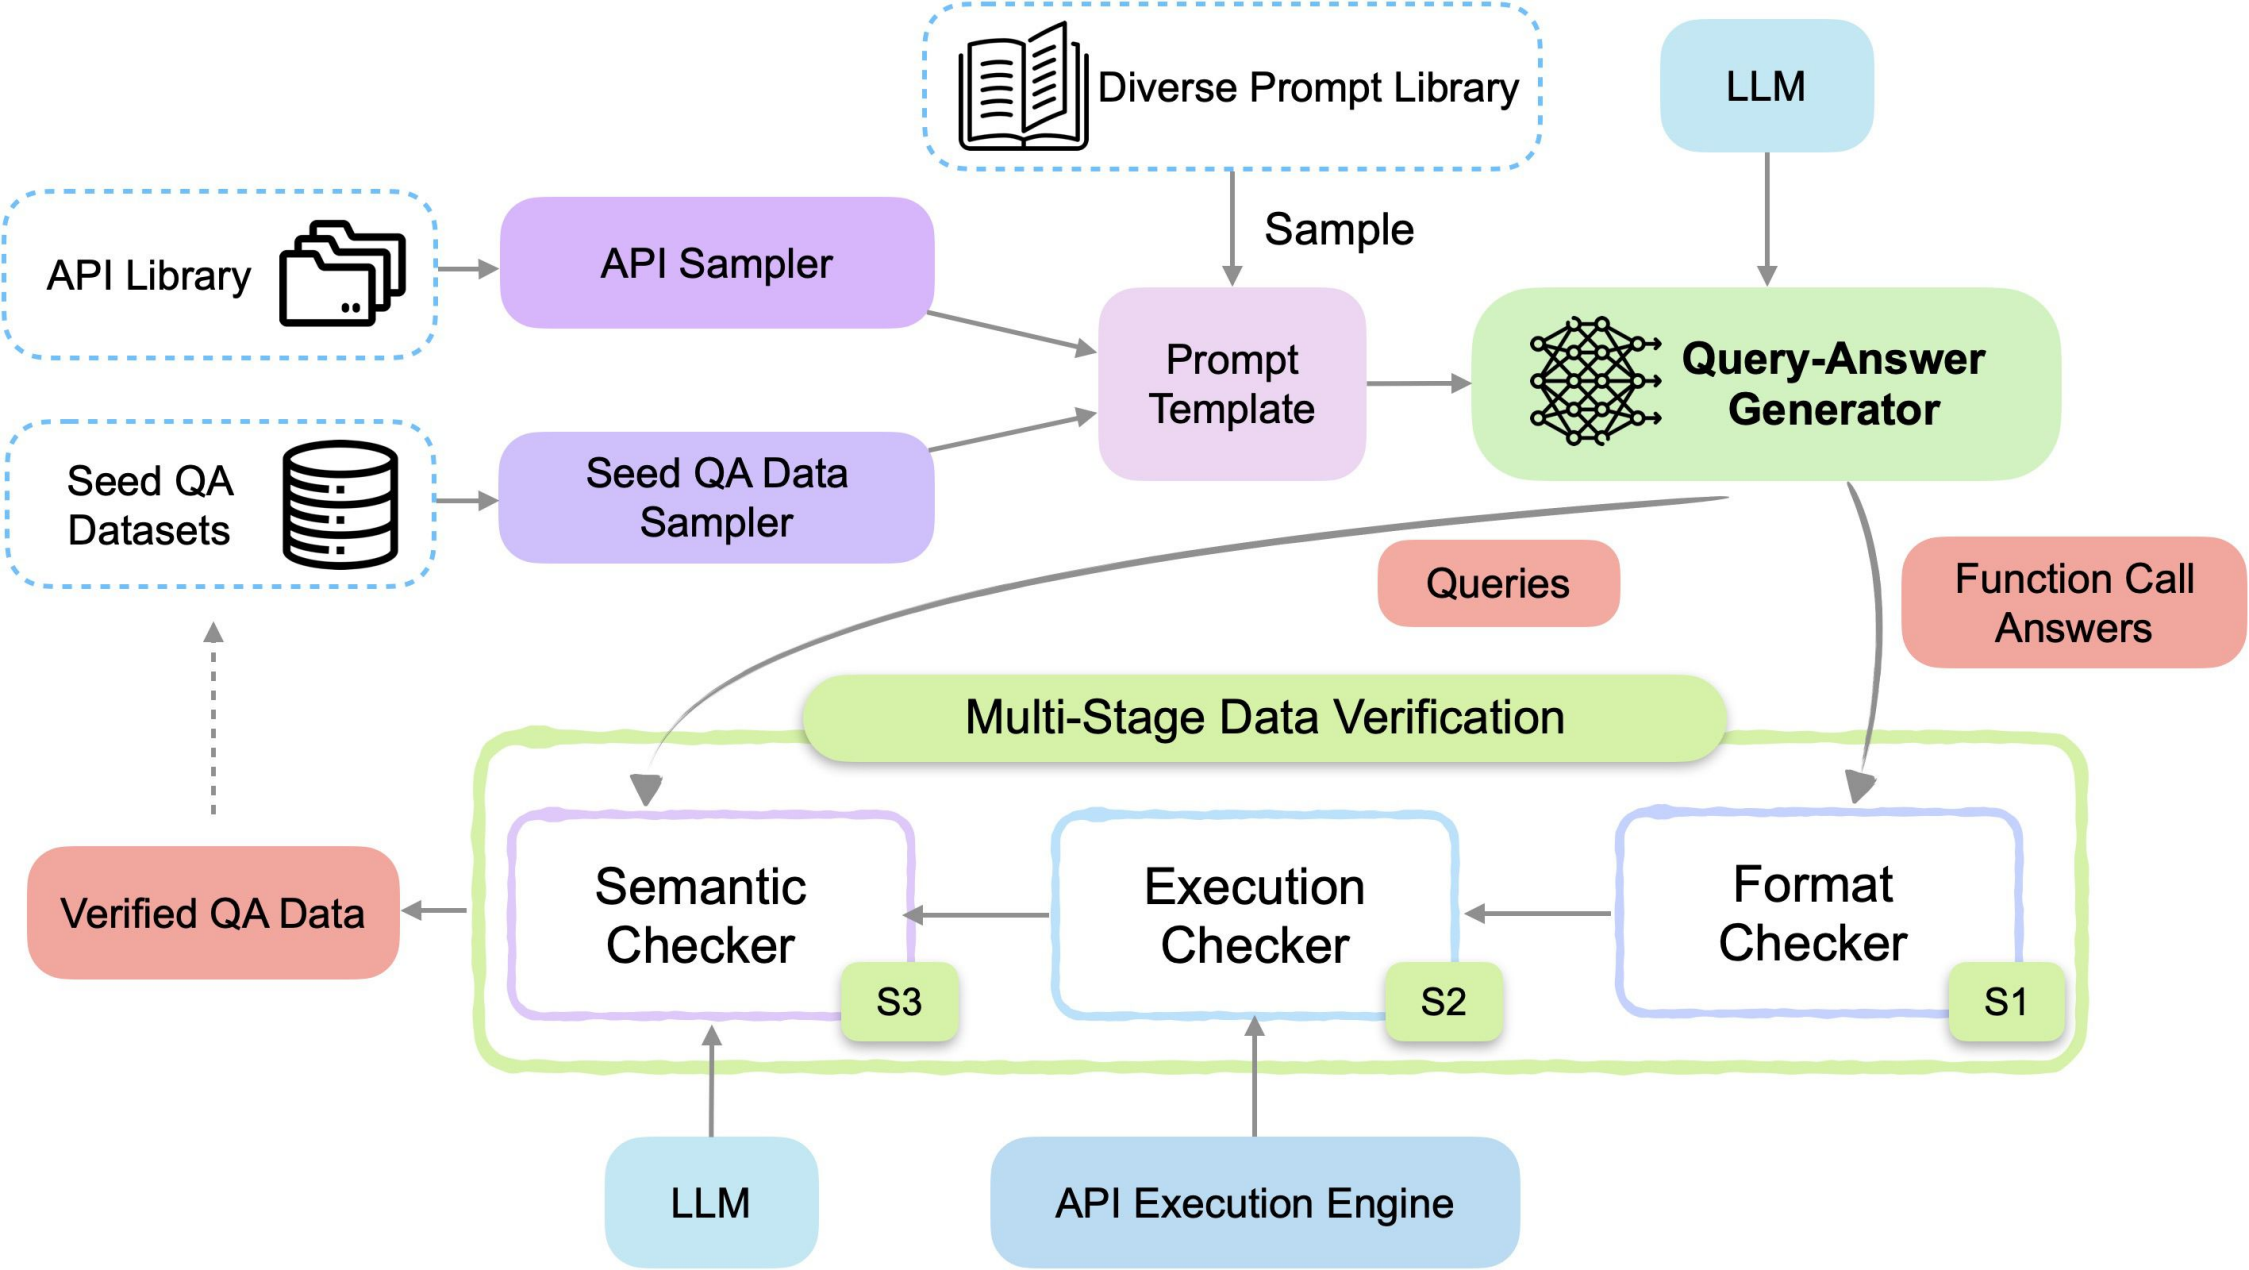 Diverse Prompt Library
LLM
Sample
API Library
API Sampler
Prompt
Template
Query-Answer
Generator
Seed QA
Datasets
Seed QA Data
Sampler
Queries
Function Call
Answers
Multi-Stage Data Verification
Verified QA Data
Semantic
Checker
S3
Execution
Checker
S2
Format
Checker
S1
LLM
API Execution Engine